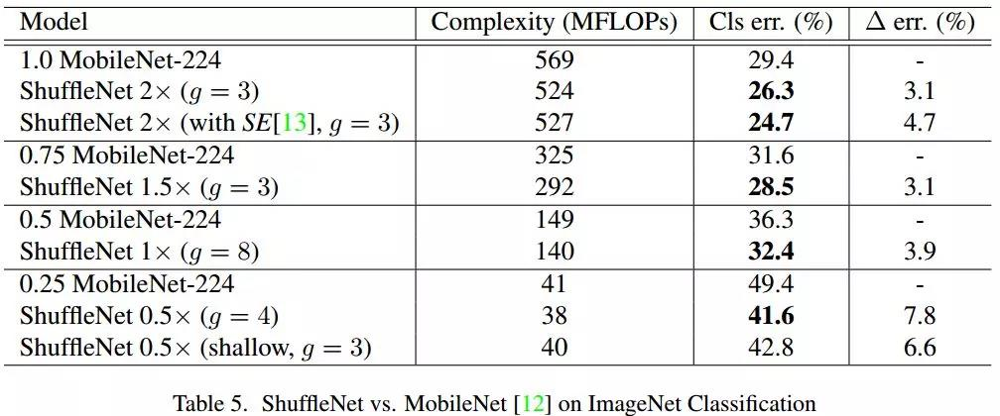 Model Complexity (MFLOPs) Cls err. (%) Δ err. (%)
1.0 MobileNet-224 569 29.4 -
ShuffleNet 2× (g = 3) 524 26.3 3.1
ShuffleNet 2× (with SE[13], g = 3) 527 24.7 4.7
0.75 MobileNet-224 325 31.6 -
ShuffleNet 1.5× (g = 3) 292 28.5 3.1
0.5 MobileNet-224 149 36.3 -
ShuffleNet 1× (g = 8) 140 32.4 3.9
0.25 MobileNet-224 41 49.4 -
ShuffleNet 0.5× (g = 4) 38 41.6 7.8
ShuffleNet 0.5× (shallow, g = 3) 40 42.8 6.6
Table 5. ShuffleNet vs. MobileNet [12] on ImageNet Classification